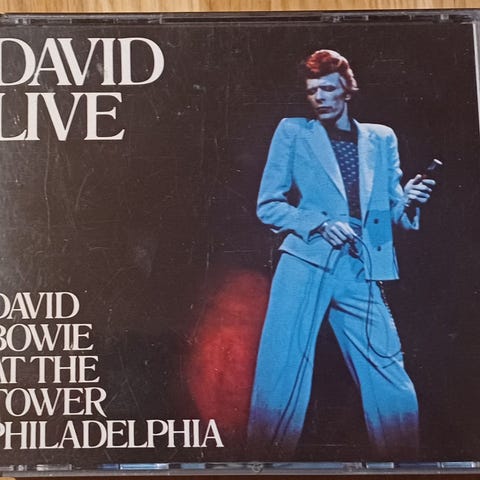 DAVID
LIVE
DAVID
BOWIE
AT THE
TOWER
PHILADELPHIA